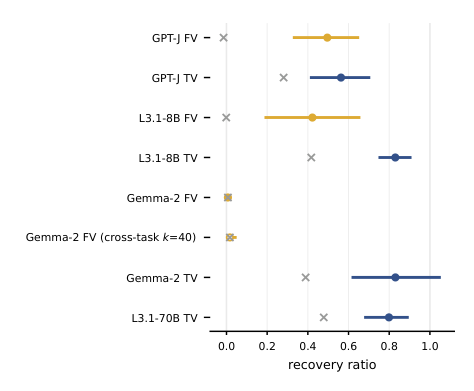 GPT-J FV
GPT-J TV
L3.1-8B FV
L3.1-8B TV
Gemma-2 FV
Gemma-2 FV (cross-task k=40)
Gemma-2 TV
L3.1-70B TV
0.0 0.2 0.4 0.6 0.8 1.0
recovery ratio